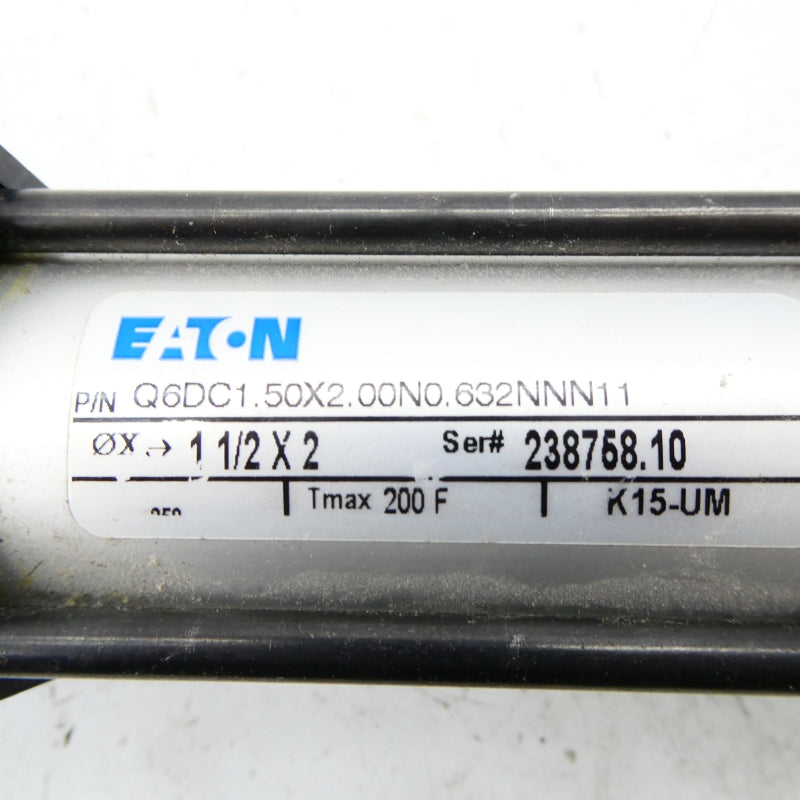 EATON
P/N Q6DC1.50X2.00N0.632NNN11
ØX → 1 1/2 X 2 Ser# 238758.10
Tmax 200 F K15-UM